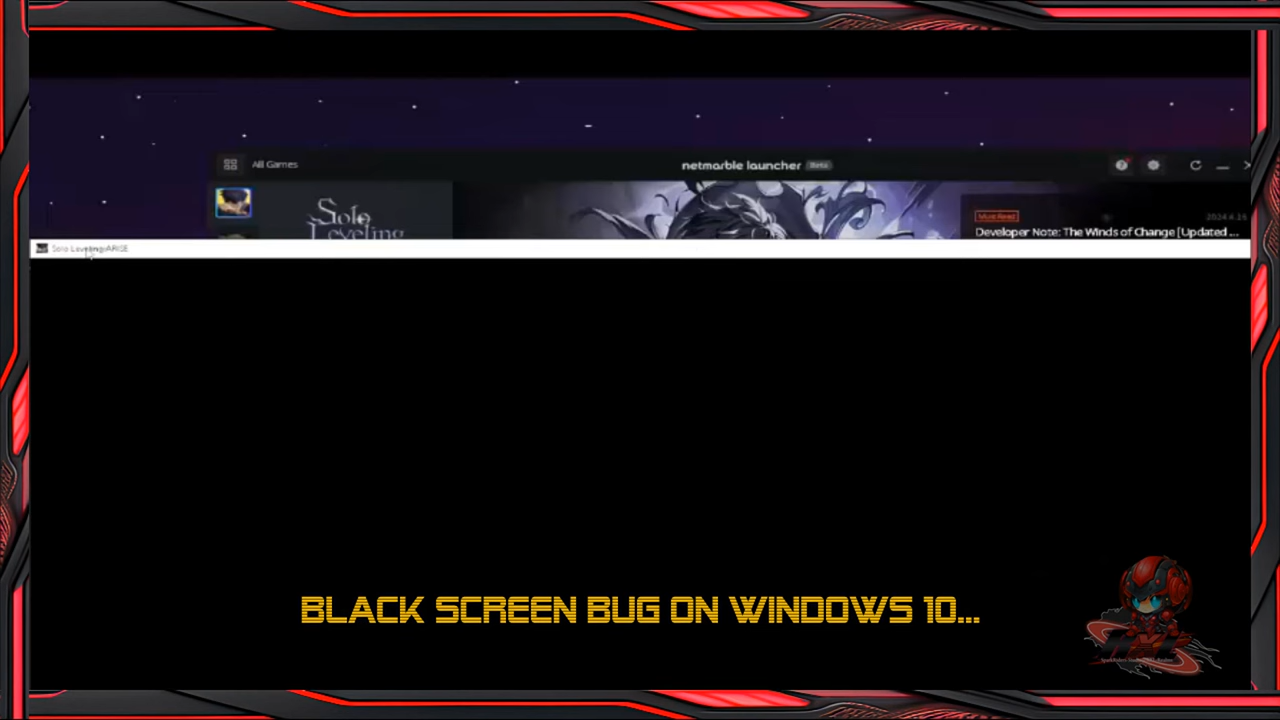 All Games
netmarble launcher Beta
Solo
Leveling
Must Read
2024.4.26
Developer Note: The Winds of Change [Updated ...
Solo Leveling:ARISE
BLACK SCREEN BUG ON WINDOWS 10...